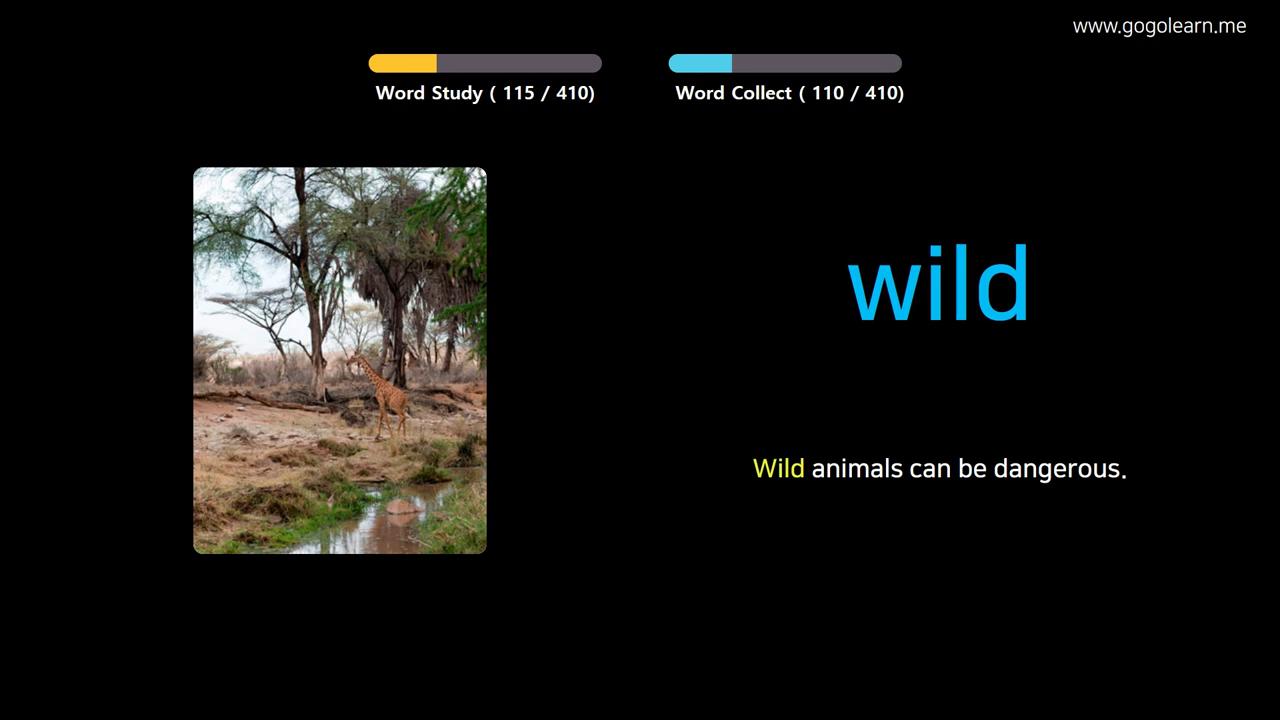 www.gogolearn.me
Word Study ( 115 / 410)
Word Collect ( 110 / 410)
wild
Wild animals can be dangerous.